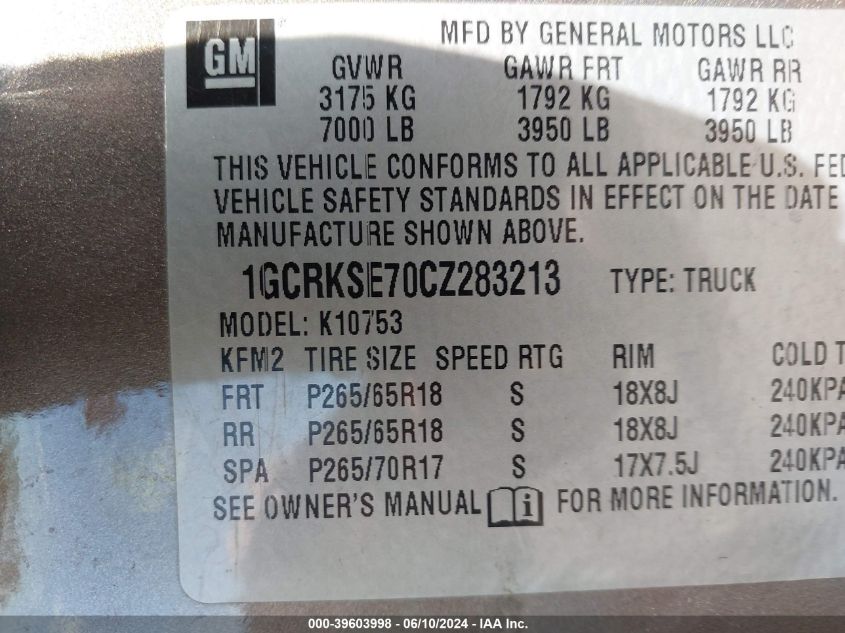 GM
MFD BY GENERAL MOTORS LLC
GVWR GAWR FRT GAWR RR
3175 KG 1792 KG 1792 KG
7000 LB 3950 LB 3950 LB
THIS VEHICLE CONFORMS TO ALL APPLICABLE U.S. FED
VEHICLE SAFETY STANDARDS IN EFFECT ON THE DATE
MANUFACTURE SHOWN ABOVE.
1GCRKSE70CZ283213 TYPE: TRUCK
MODEL: K10753
KFM2 TIRE SIZE SPEED RTG RIM COLD T
FRT P265/65R18 S 18X8J 240KPA
RR P265/65R18 S 18X8J 240KPA
SPA P265/70R17 S 17X7.5J 240KPA
SEE OWNER'S MANUAL i FOR MORE INFORMATION.
000-39603998 - 06/10/2024 - IAA Inc.